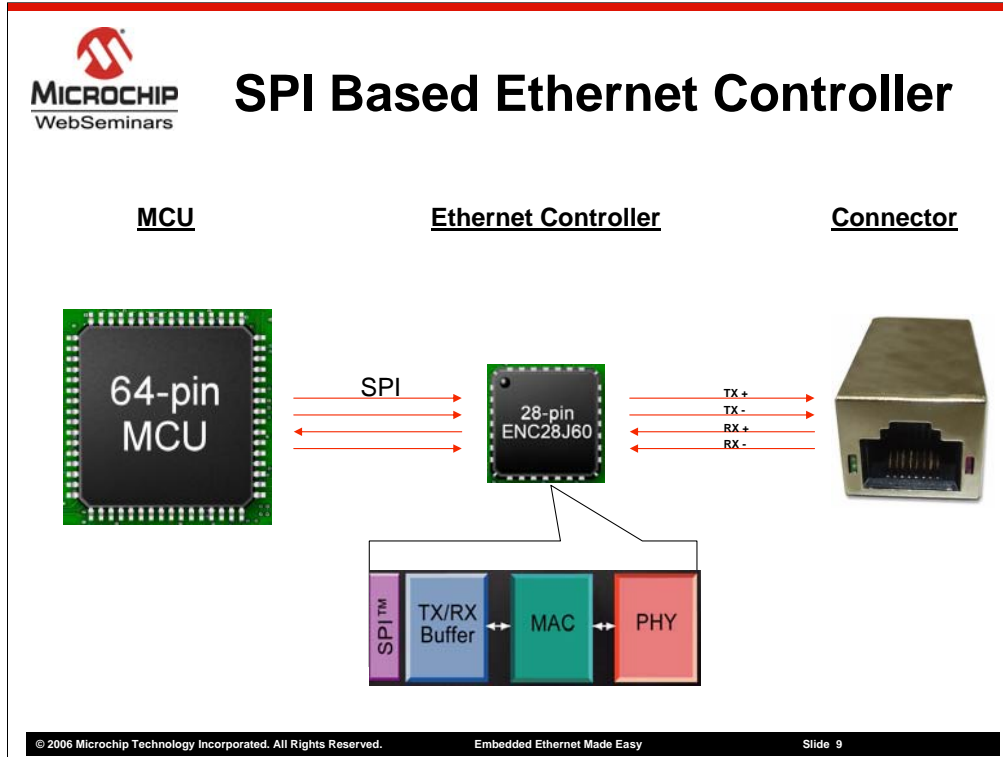 MICROCHIP
WebSeminars
SPI Based Ethernet Controller
MCU
Ethernet Controller
Connector
64-pin
MCU
SPI
28-pin
ENC28J60
TX +
TX -
RX +
RX -
SPI™
TX/RX
Buffer
MAC
PHY
© 2006 Microchip Technology Incorporated. All Rights Reserved.
Embedded Ethernet Made Easy
Slide 9